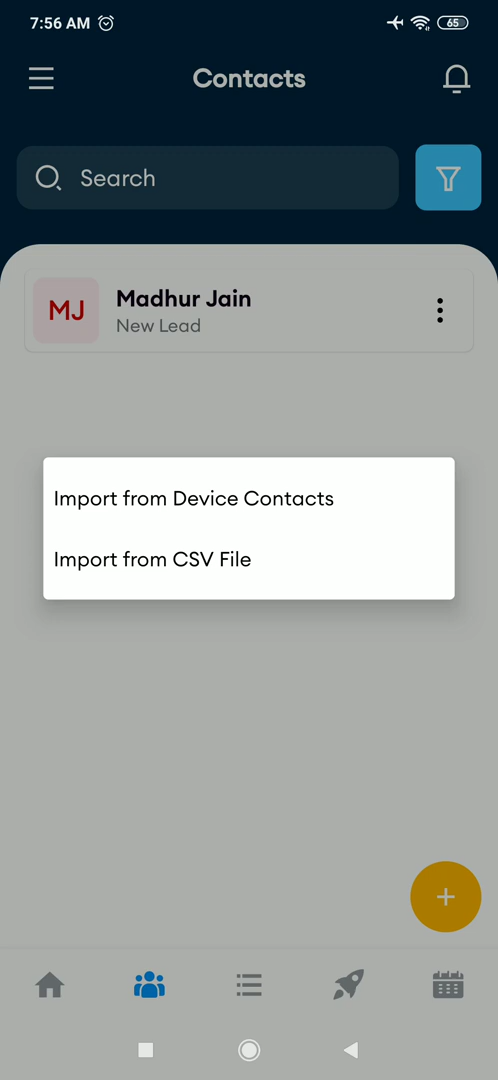 7:56 AM
65
Contacts
Search
MJ
Madhur Jain
New Lead
Import from Device Contacts
Import from CSV File